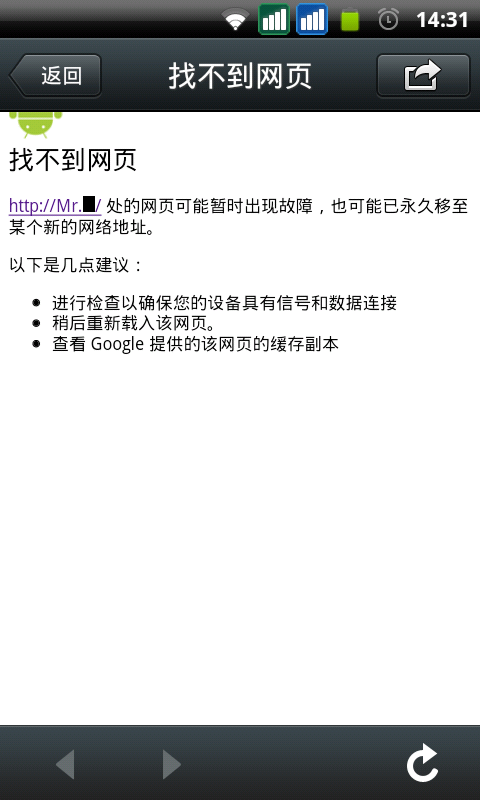 14:31
返回
找不到网页
找不到网页
http://Mr./ 处的网页可能暂时出现故障，也可能已永久移至
某个新的网络地址。
以下是几点建议：
进行检查以确保您的设备具有信号和数据连接
稍后重新载入该网页。
查看 Google 提供的该网页的缓存副本